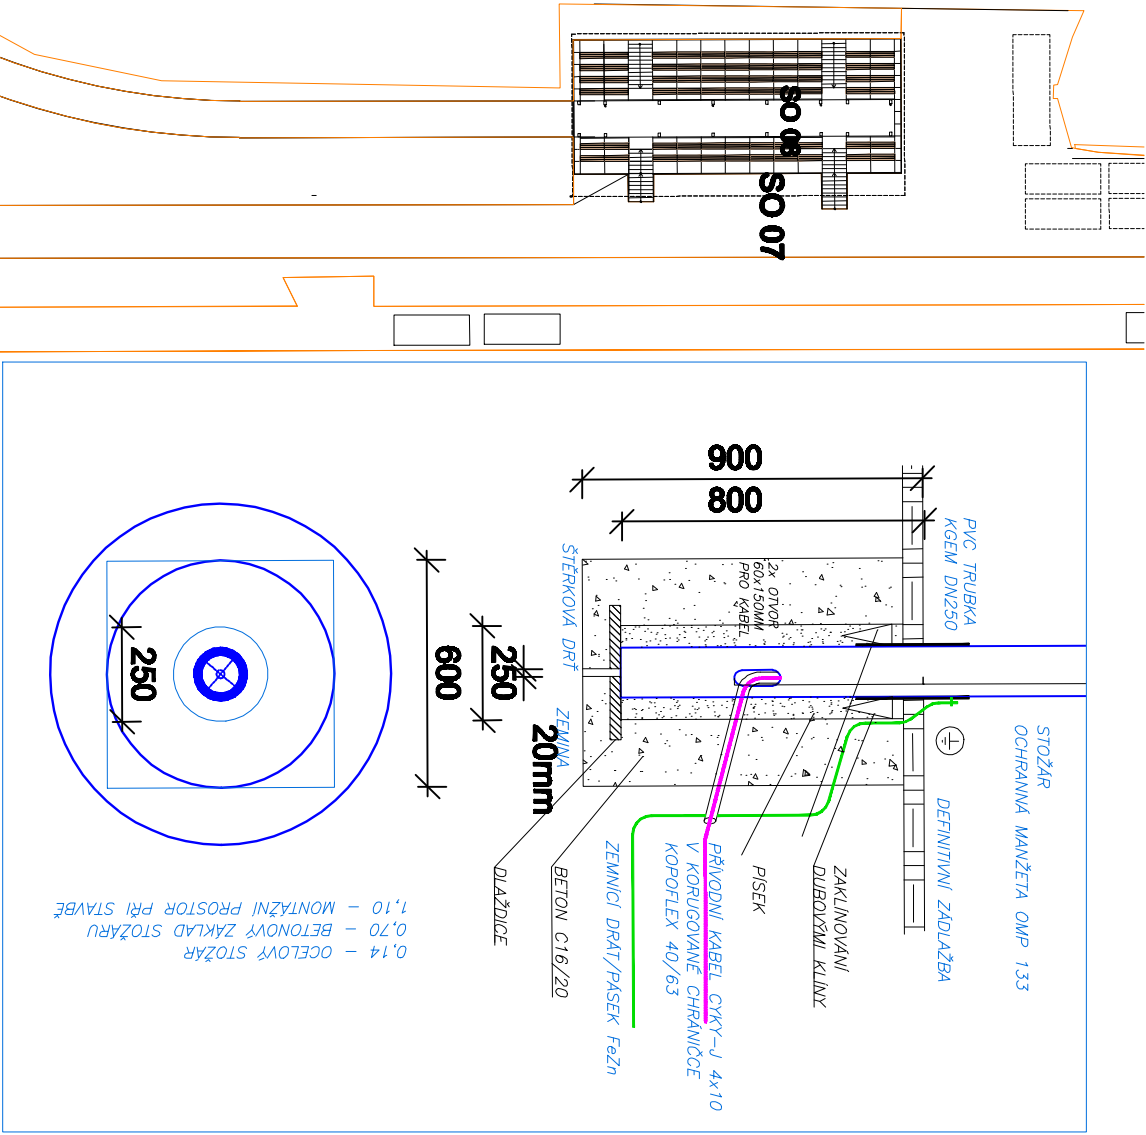 SO 08
SO 07
900
800
PVC TRUBKA
KGEM DN250
ŠTĚRKOVÁ DRŤ
2x OTVOR
60x150MM
PRO KABEL
250
600
250
20mm
ZEMINA
STOŽÁR
OCHRANNÁ MANŽETA OMP 133
DEFINITIVNÍ ZÁDLAŽBA
ZAKLÍNOVÁNÍ
DUBOVÝMI KLÍNY
PÍSEK
PŘÍVODNÍ KABEL CYKY-J 4x10
V KORUGOVANÉ CHRÁNIČCE
KOPOFLEX 40/63
ZEMNÍCÍ DRÁT/PÁSEK FeZn
BETON C16/20
DLAŽDICE
1,10 - MONTÁŽNÍ PROSTOR PŘI STAVBĚ
0,70 - BETONOVÝ ZÁKLAD STOŽÁRU
0,14 - OCELOVÝ STOŽÁR